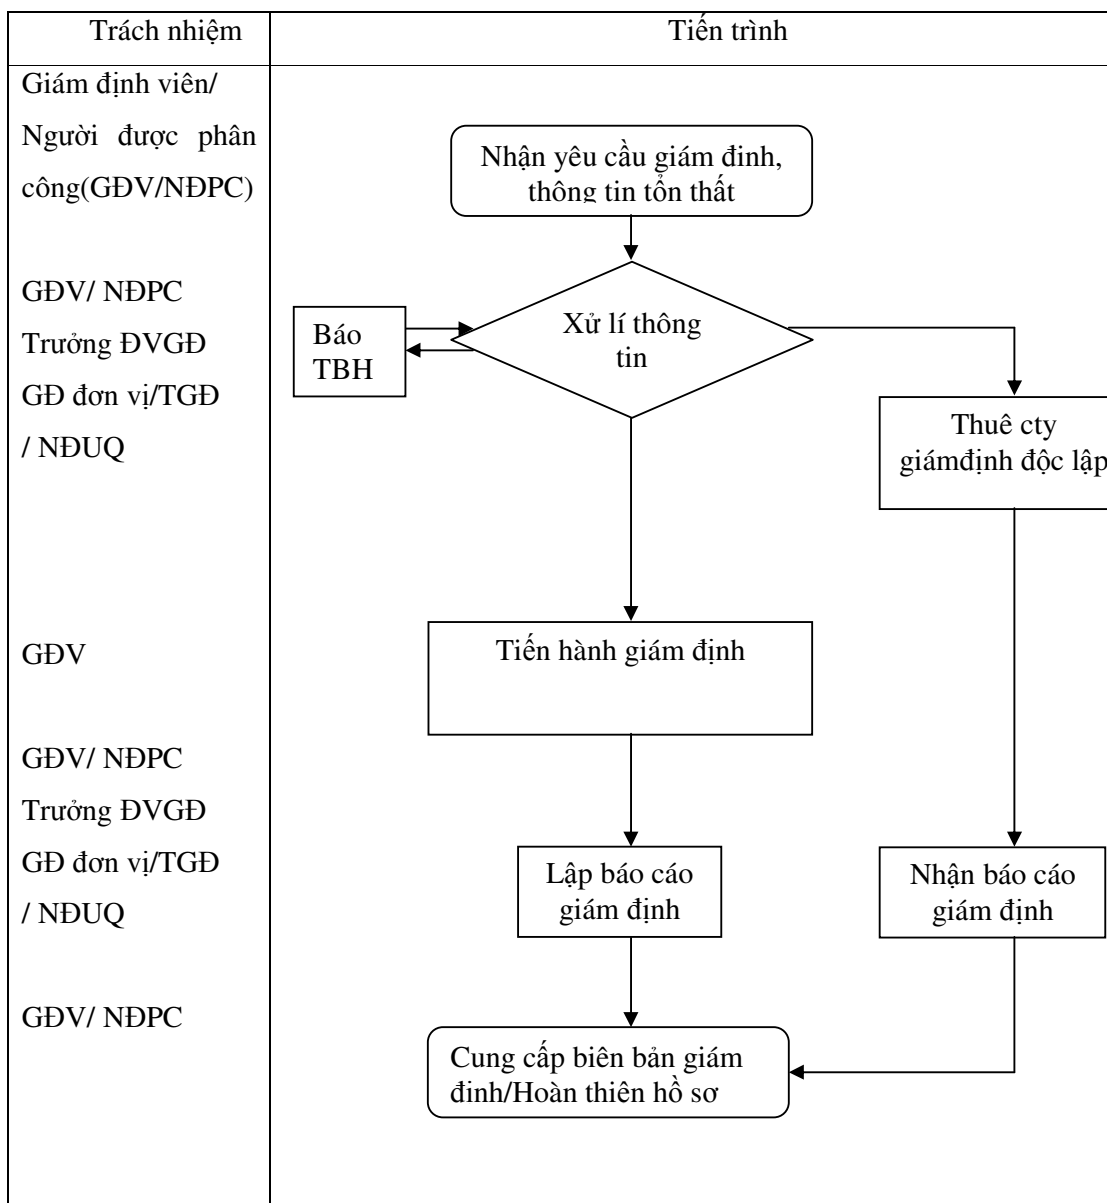 Trách nhiệm
Tiến trình
Giám định viên/
Người được phân
công(GĐV/NĐPC)
Nhận yêu cầu giám đinh,
thông tin tổn thất
GĐV/ NĐPC
Trưởng ĐVGĐ
GĐ đơn vị/TGĐ
/ NĐUQ
Báo
TBH
Xử lí thông
tin
Thuê cty
giámđịnh độc lập
GĐV
Tiến hành giám định
GĐV/ NĐPC
Trưởng ĐVGĐ
GĐ đơn vị/TGĐ
/ NĐUQ
Lập báo cáo
giám định
Nhận báo cáo
giám định
GĐV/ NĐPC
Cung cấp biên bản giám
đinh/Hoàn thiên hồ sơ